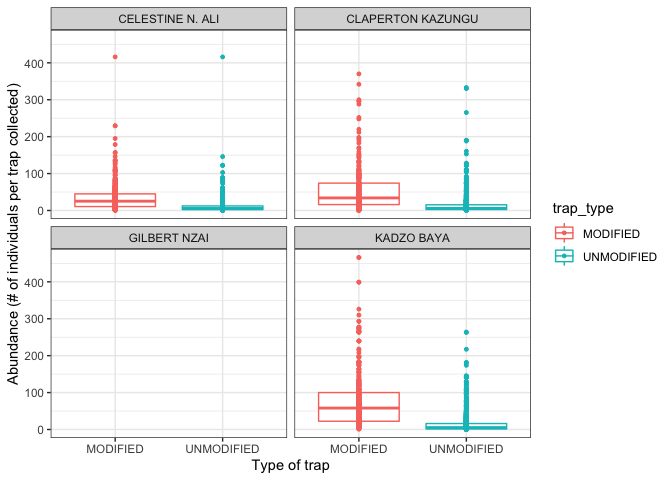 CELESTINE N. ALI
CLAPERTON KAZUNGU
400
300
200
100
0
GILBERT NZAI
KADZO BAYA
400
300
200
100
0
MODIFIED
UNMODIFIED
MODIFIED
UNMODIFIED
Type of trap
Abundance (# of individuals per trap collected)
trap_type
MODIFIED
UNMODIFIED